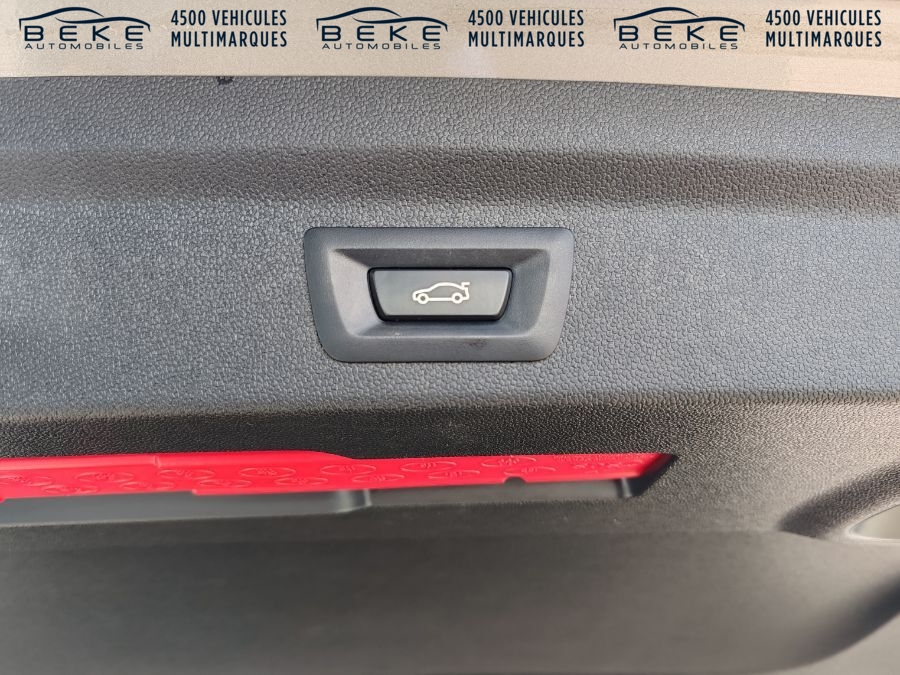 BEKE
AUTOMOBILES
4500 VEHICULES
MULTIMARQUES
BEKE
AUTOMOBILES
4500 VEHICULES
MULTIMARQUES
BEKE
AUTOMOBILES
4500 VEHICULES
MULTIMARQUES